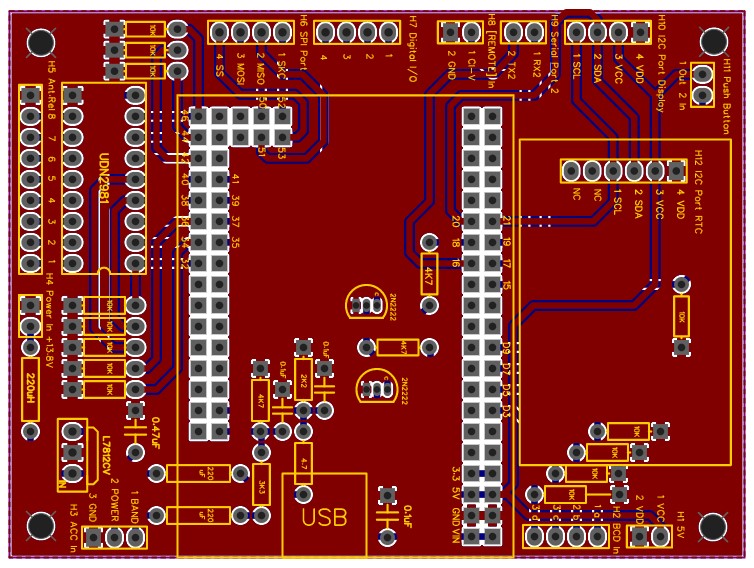 10K
10K
10K
H6 SPI Port
4 SS
3 MOSI
2 MISO
1 SCK
H7 Digital I/O
4
3
2
1
H8 [REMOTE] In
2 GND
1 CI-V
H9 Serial Port 2
2 TX2
1 RX2
H10 I2C Port Display
1 SCL
2 SDA
3 VCC
4 VDD
H11 Push Button
1 Out
2 In
H5 Ant.Rel
8
7
6
5
4
3
2
1
UDN2981
50
52
51
53
46
44
42
40
38
36
34
32
41
39
37
35
20
18
16
21
19
17
15
H12 I2C Port RTC
NC
NC
1 SCL
2 SDA
3 VCC
4 VDD
4K7
2N2222
4K7
2N2222
10K
H4 Power In +13.8V
10K
10K
10K
10K
10K
220uH
0.1uF
0.1uF
2K2
4K7
4.7
3K3
D9
D7
D5
D3
0.47uF
L7812CV
IN
220
uF
220
uF
USB
0.1uF
10K
10K
10K
10K
3.3
5V
GND
VIN
H3 ACC In
3 GND
2 POWER
1 BAND
H2 BCD In
H1 5V
2 VDD
1 VCC